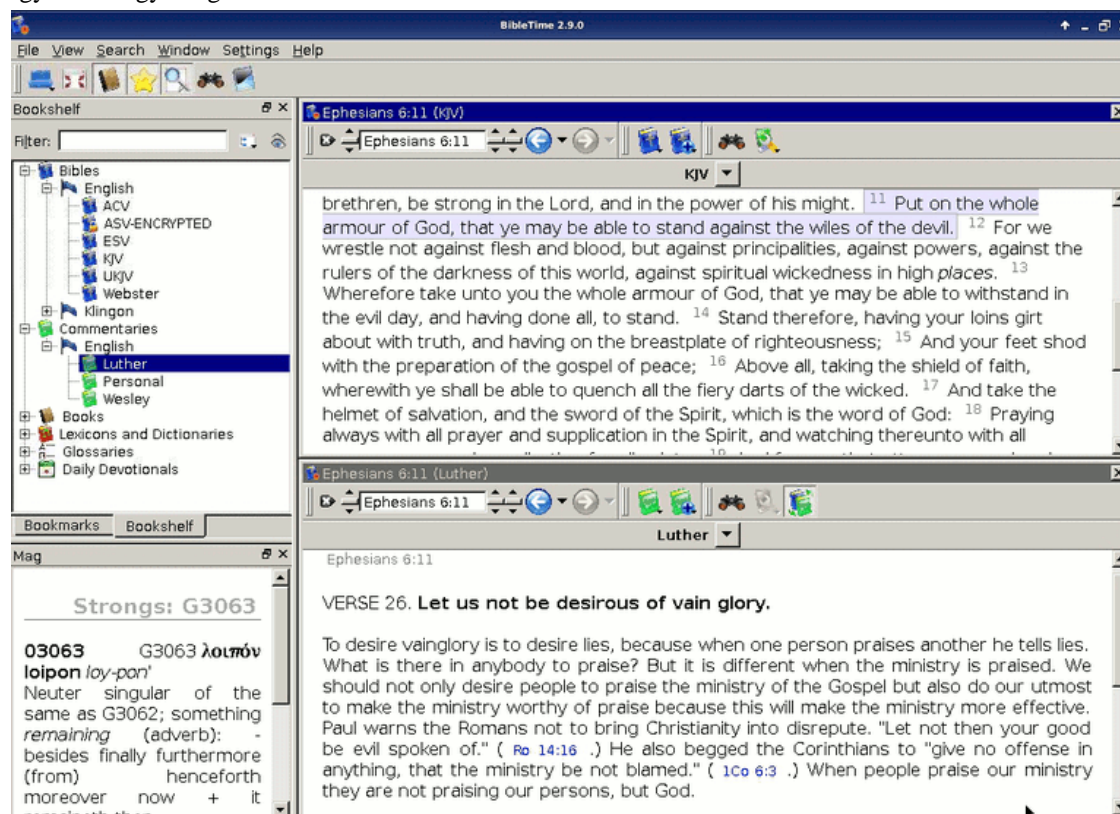 BibleTime 2.9.0
File View Search Window Settings Help
Bookshelf
Filter:
Bibles
English
ACV
ASV-ENCRYPTED
ESV
KJV
UKJV
Webster
Klingon
Commentaries
English
Luther
Personal
Wesley
Books
Lexicons and Dictionaries
Glossaries
Daily Devotionals
Bookmarks Bookshelf
Mag
Strongs: G3063
03063 G3063 λοιπόν
loipon loy-pon'
Neuter singular of the
same as G3062; something
remaining (adverb): -
besides finally furthermore
(from) henceforth
moreover now + it
Ephesians 6:11 (KJV)
Ephesians 6:11
KJV
brethren, be strong in the Lord, and in the power of his might. 11 Put on the whole
armour of God, that ye may be able to stand against the wiles of the devil. 12 For we
wrestle not against flesh and blood, but against principalities, against powers, against the
rulers of the darkness of this world, against spiritual wickedness in high places. 13
Wherefore take unto you the whole armour of God, that ye may be able to withstand in
the evil day, and having done all, to stand. 14 Stand therefore, having your loins girt
about with truth, and having on the breastplate of righteousness; 15 And your feet shod
with the preparation of the gospel of peace; 16 Above all, taking the shield of faith,
wherewith ye shall be able to quench all the fiery darts of the wicked. 17 And take the
helmet of salvation, and the sword of the Spirit, which is the word of God: 18 Praying
always with all prayer and supplication in the Spirit, and watching thereunto with all
Ephesians 6:11 (Luther)
Ephesians 6:11
Luther
Ephesians 6:11
VERSE 26. Let us not be desirous of vain glory.
To desire vainglory is to desire lies, because when one person praises another he tells lies.
What is there in anybody to praise? But it is different when the ministry is praised. We
should not only desire people to praise the ministry of the Gospel but also do our utmost
to make the ministry worthy of praise because this will make the ministry more effective.
Paul warns the Romans not to bring Christianity into disrepute. "Let not then your good
be evil spoken of." ( Ro 14:16 .) He also begged the Corinthians to "give no offense in
anything, that the ministry be not blamed." ( 1Co 6:3 .) When people praise our ministry
they are not praising our persons, but God.